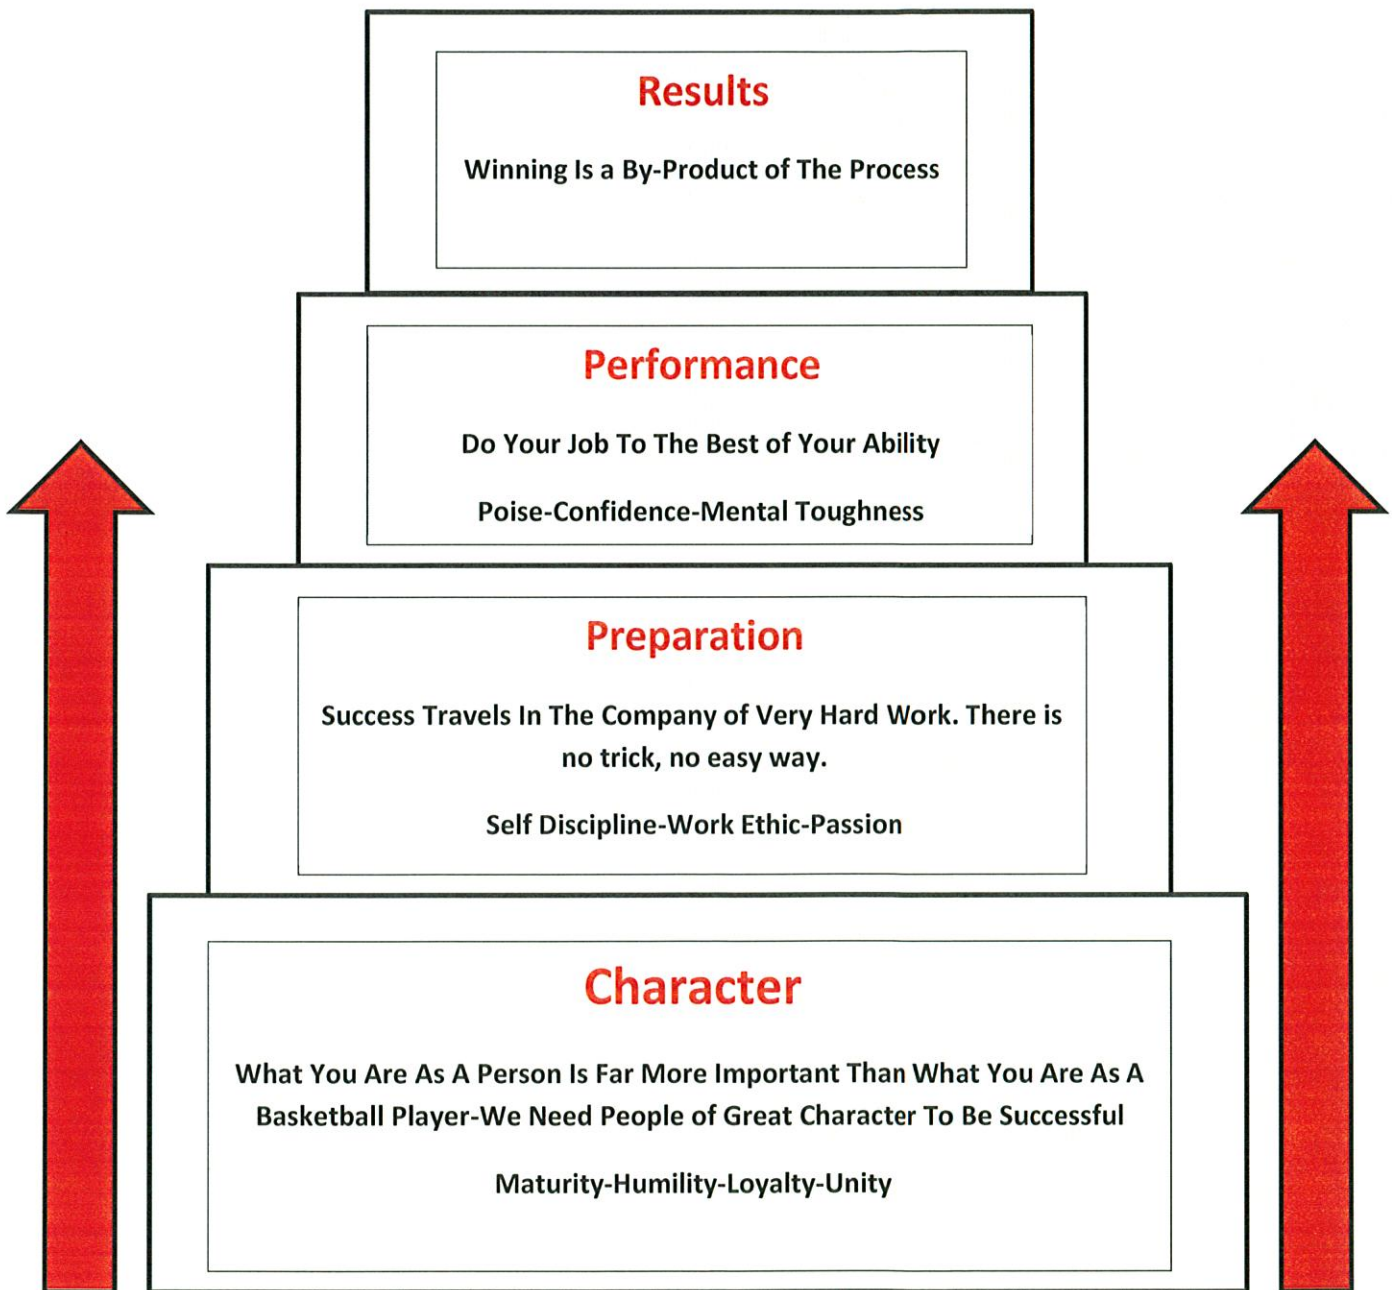 Results
Winning Is a By-Product of The Process
Performance
Do Your Job To The Best of Your Ability
Poise-Confidence-Mental Toughness
Preparation
Success Travels In The Company of Very Hard Work. There is
no trick, no easy way.
Self Discipline-Work Ethic-Passion
Character
What You Are As A Person Is Far More Important Than What You Are As A
Basketball Player-We Need People of Great Character To Be Successful
Maturity-Humility-Loyalty-Unity